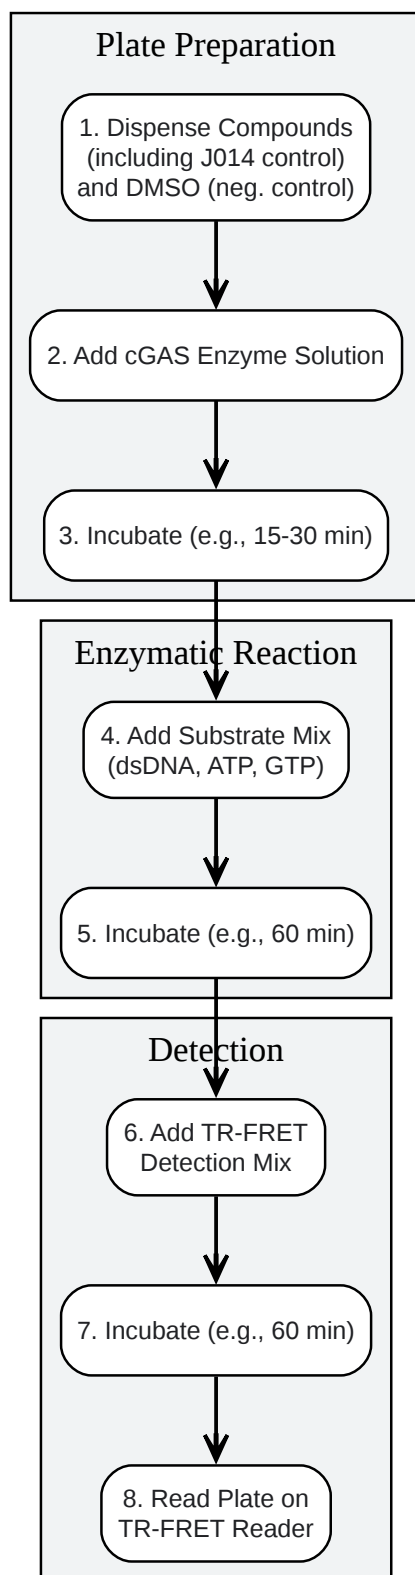 Plate Preparation
1. Dispense Compounds
(including J014 control)
and DMSO (neg. control)
2. Add cGAS Enzyme Solution
3. Incubate (e.g., 15-30 min)
Enzymatic Reaction
4. Add Substrate Mix
(dsDNA, ATP, GTP)
5. Incubate (e.g., 60 min)
Detection
6. Add TR-FRET
Detection Mix
7. Incubate (e.g., 60 min)
8. Read Plate on
TR-FRET Reader